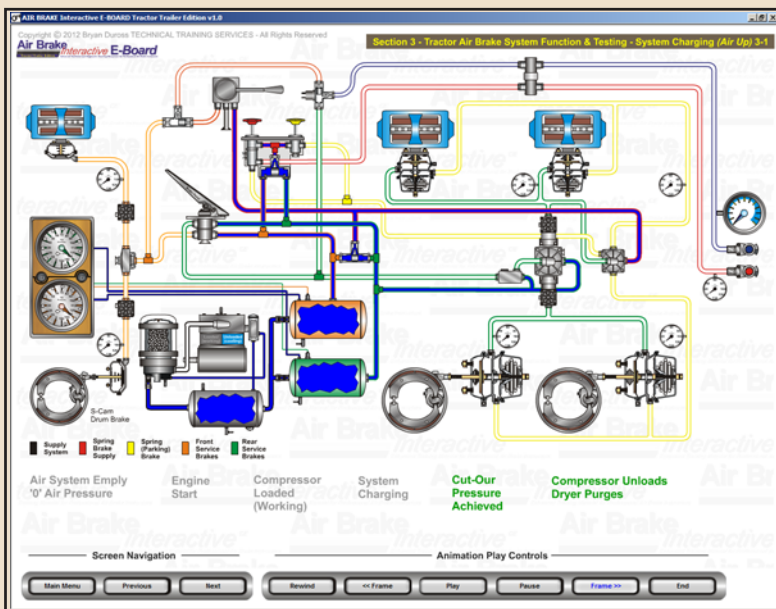 AIR BRAKE Interactive E-BOARD Tractor Trailer Edition v1.0
Copyright © 2012 Bryan Duross TECHNICAL TRAINING SERVICES - All Rights Reserved
Air Brake Interactive E-Board
Section 3 - Tractor Air Brake System Function & Testing - System Charging (Air Up) 3-1
S-Cam
Drum Brake
Supply
System
Spring
Brake
Supply
Spring
(Parking)
Brake
Front
Service
Brakes
Rear
Service
Brakes
Air System Emply
'0' Air Pressure
Engine
Start
Compressor
Loaded
(Working)
System
Charging
Cut-Our
Pressure
Achieved
Compressor Unloads
Dryer Purges
Screen Navigation
Animation Play Controls
Main Menu
Previous
Next
Rewind
<< Frame
Play
Pause
Frame >>
End